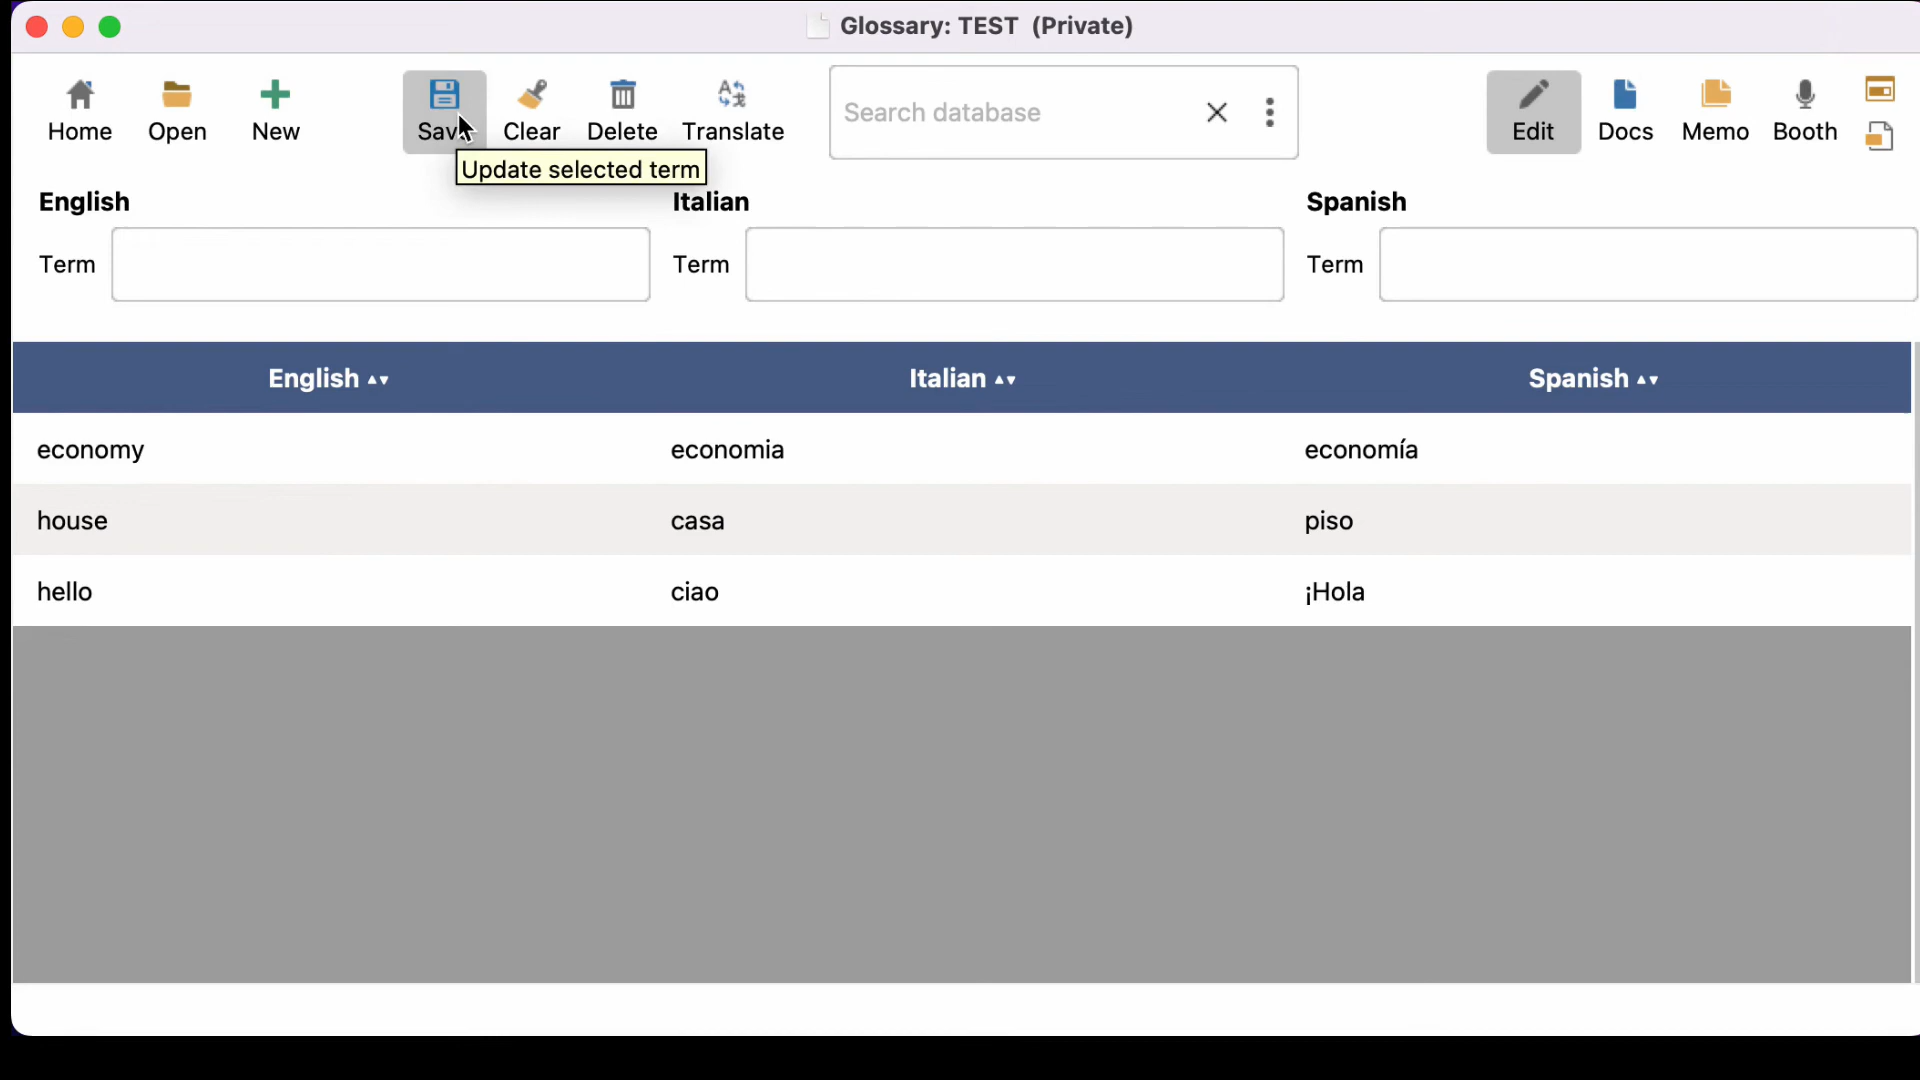 Glossary: TEST (Private)
Home Open New Save Clear Delete Translate Search database Edit Docs Memo Booth
Update selected term
English Italian Spanish
Term Term Term
English Italian Spanish
economy economia economía
house casa piso
hello ciao ¡Hola